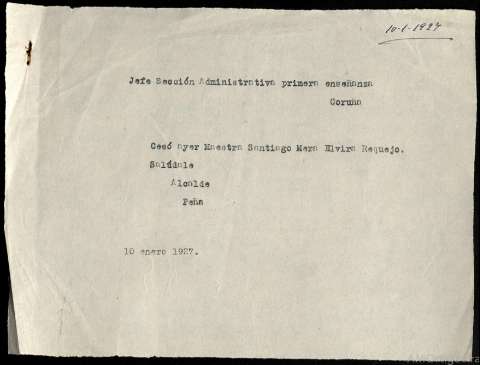 10-1-1927
Jefe Sección Administrativa primera enseñanza
Coruña
Cesó ayer Maestra Santiago Mera Elvira Requejo.
Salúdale
Alcalde
Peña
10 enero 1927.